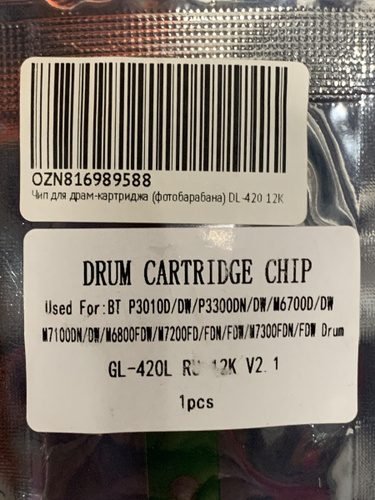 OZN816989588
Чип для драм-картриджа (фотобарабана) DL-420 12K
DRUM CARTRIDGE CHIP
Used For:BT P3010D/DW/P3300DN/DW/M6700D/DW
M7100DN/DW/M6800FDW/M7200FD/FDN/FDW/M7300FDN/FDW Drum
GL-420L RU 12K V2.1
1pcs